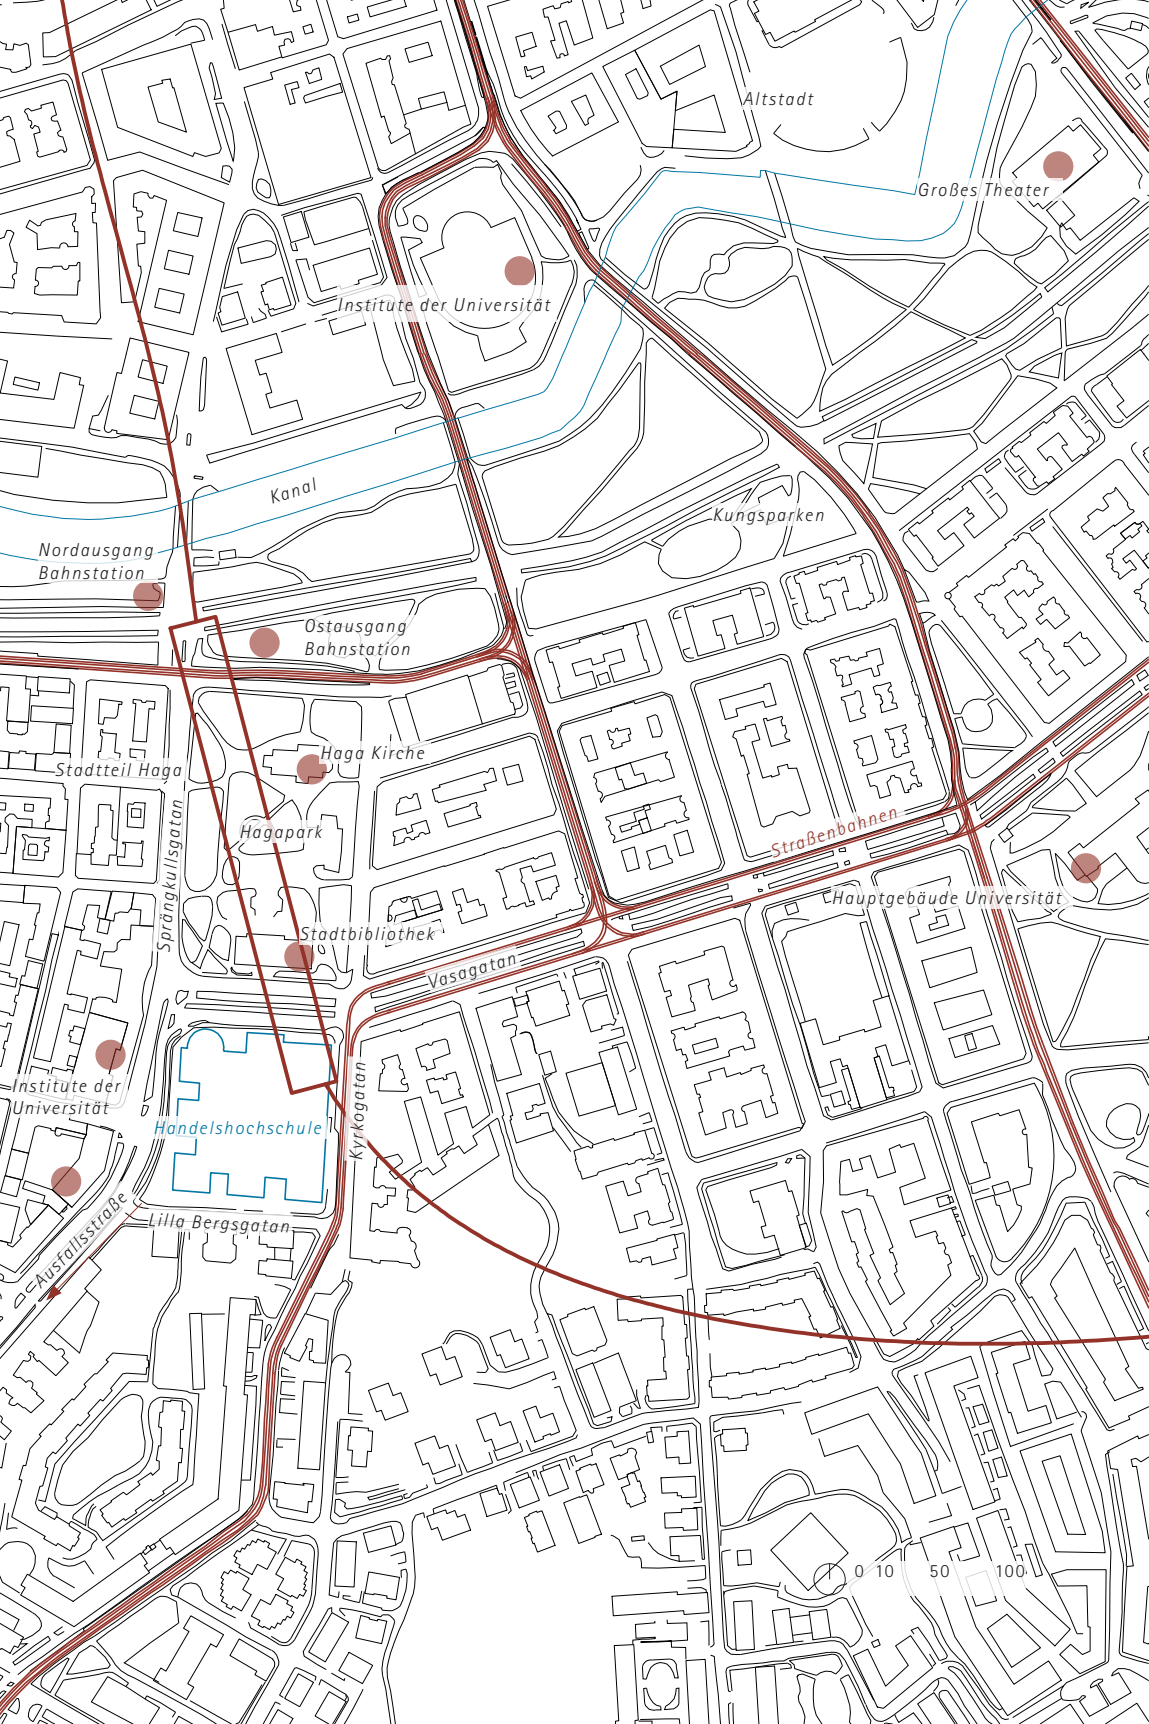 Altstadt
Großes Theater
Institute der Universität
Kanal
Kungsparken
Nordausgang
Bahnstation
Ostausgang
Bahnstation
Haga Kirche
Stadtteil Haga
Hagapark
Straßenbahnen
Sprängkullsgatan
Hauptgebäude Universität
Stadtbibliothek
Vasagatan
Institute der
Universität
Handelshochschule
Kyrkogatan
Lilla Bergsgatan
Ausfallsstraße
0 10 50 100